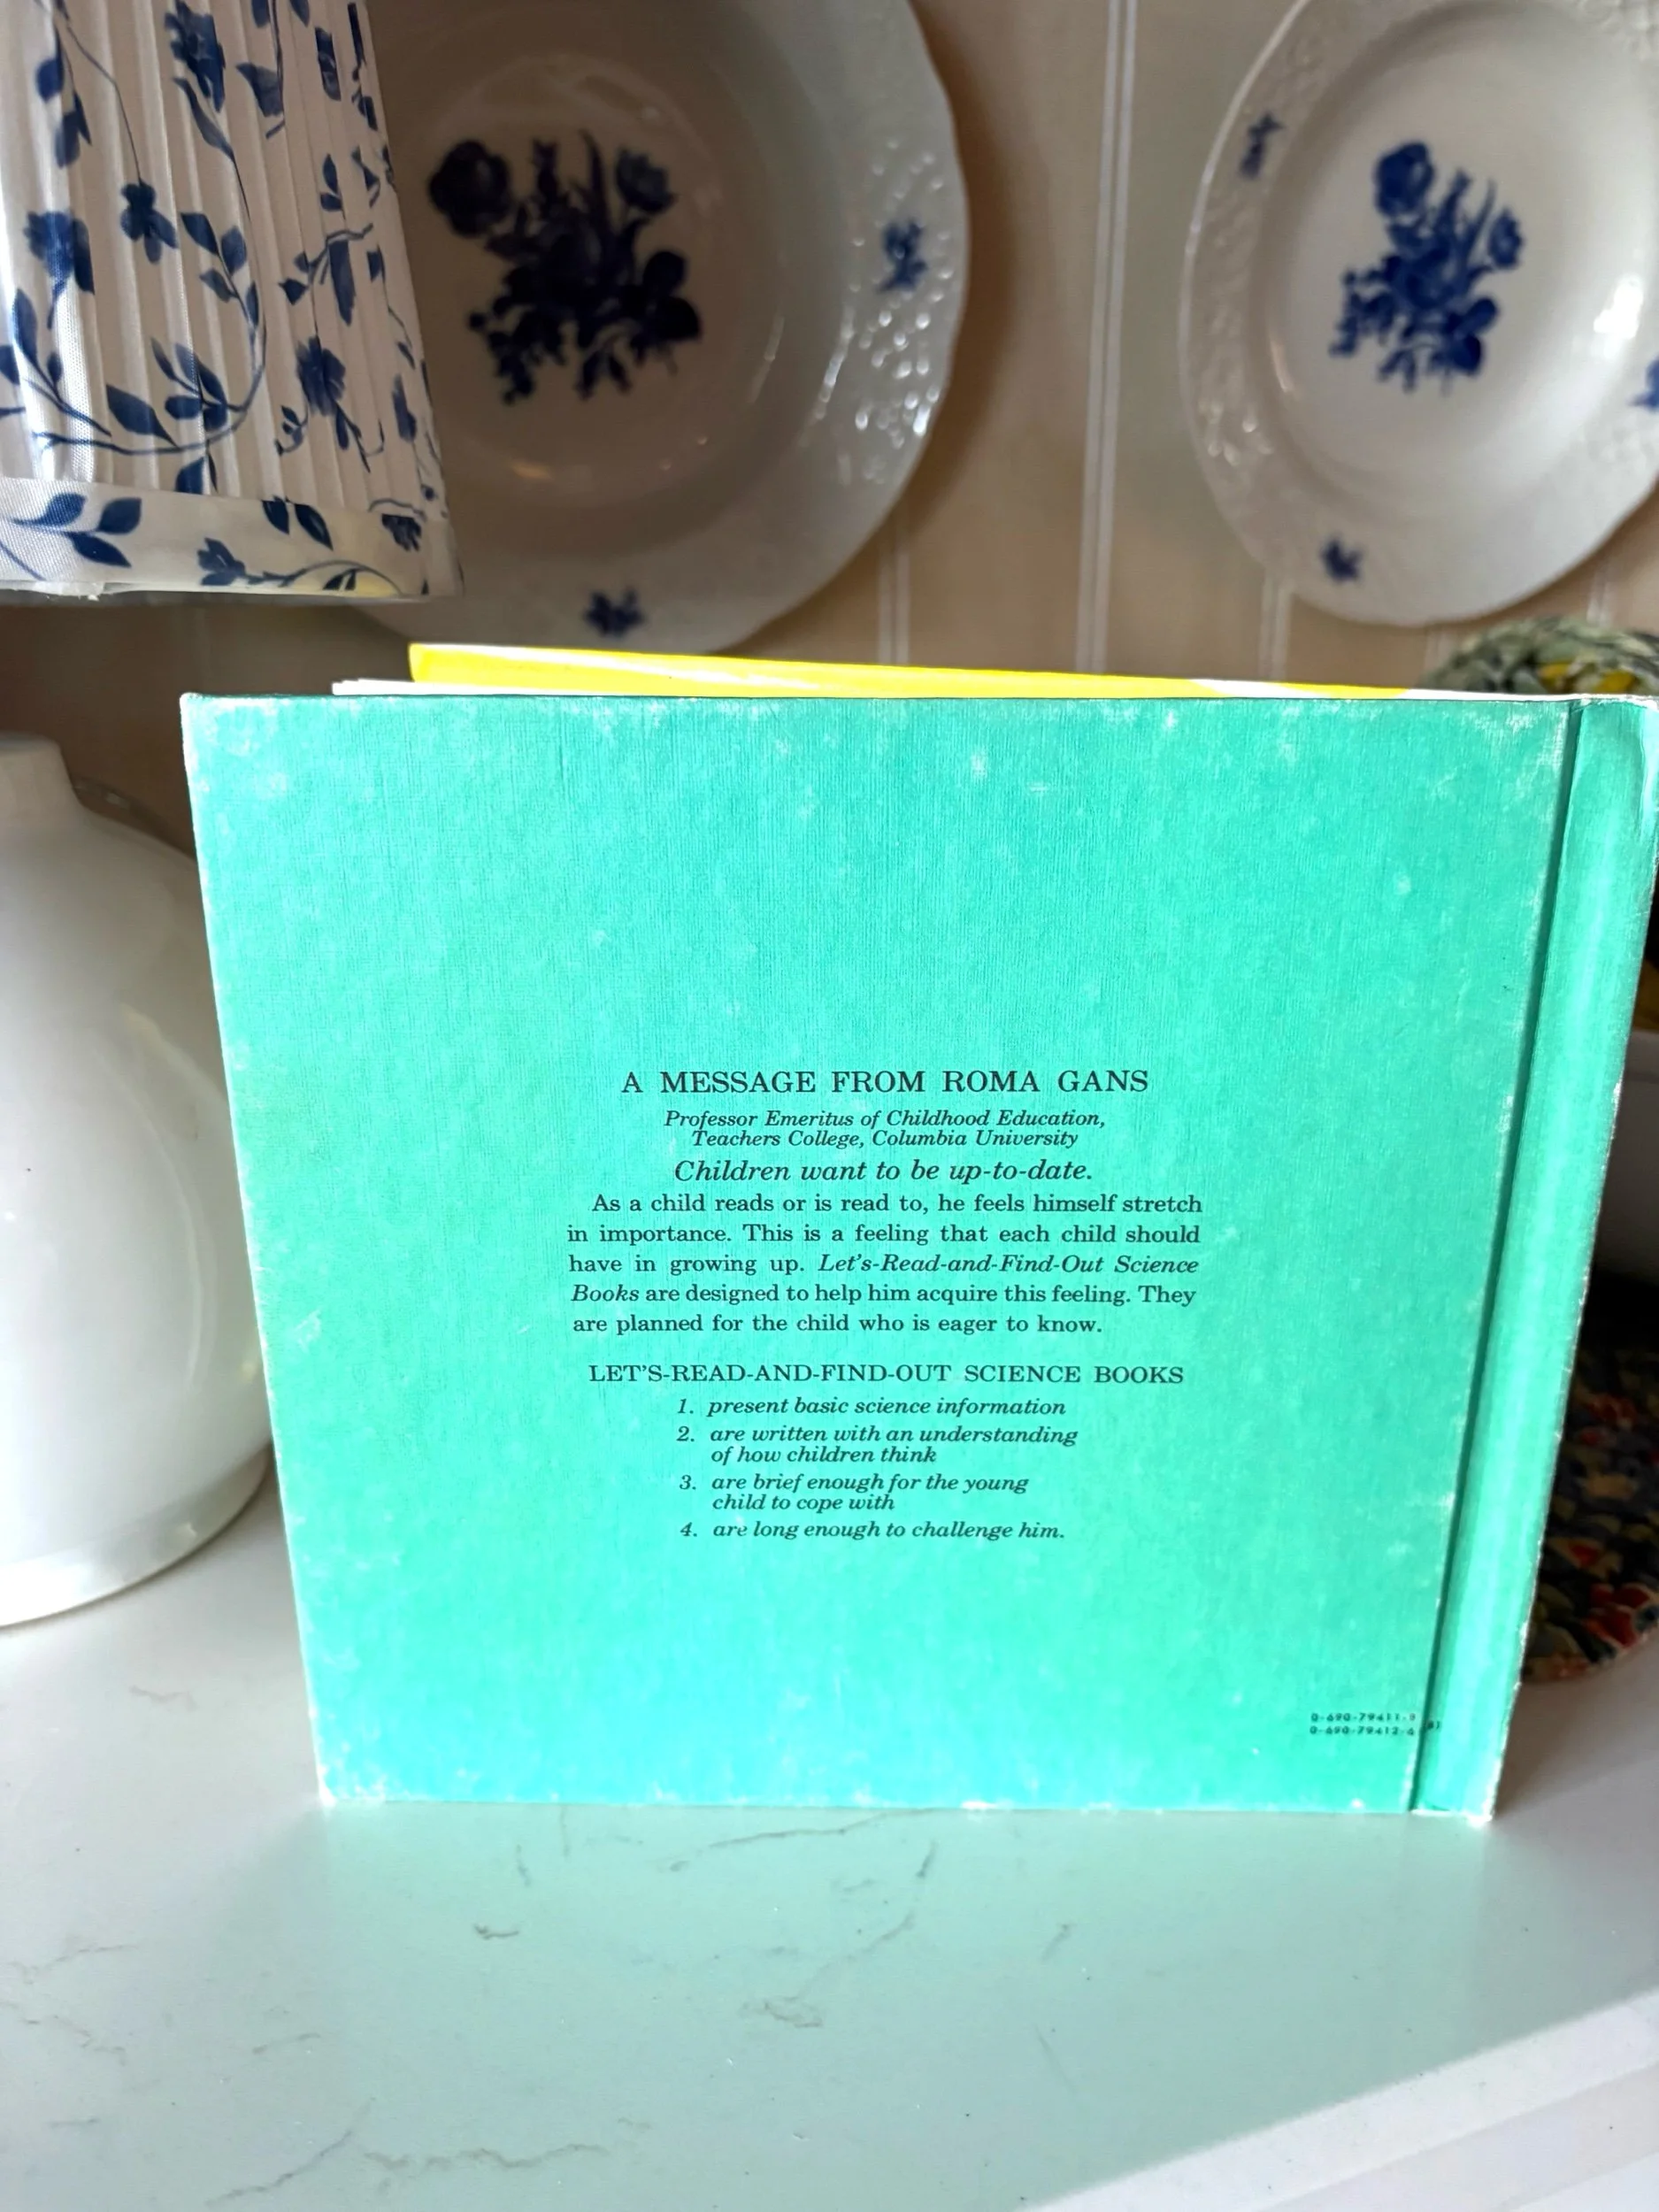 A MESSAGE FROM ROMA GANS
Professor Emeritus of Childhood Education,
Teachers College, Columbia University
Children want to be up-to-date.
As a child reads or is read to, he feels himself stretch
in importance. This is a feeling that each child should
have in growing up. Let's-Read-and-Find-Out Science
Books are designed to help him acquire this feeling. They
are planned for the child who is eager to know.
LET'S-READ-AND-FIND-OUT SCIENCE BOOKS
1. present basic science information
2. are written with an understanding
of how children think
3. are brief enough for the young
child to cope with
4. are long enough to challenge him.
0-690-79412-6